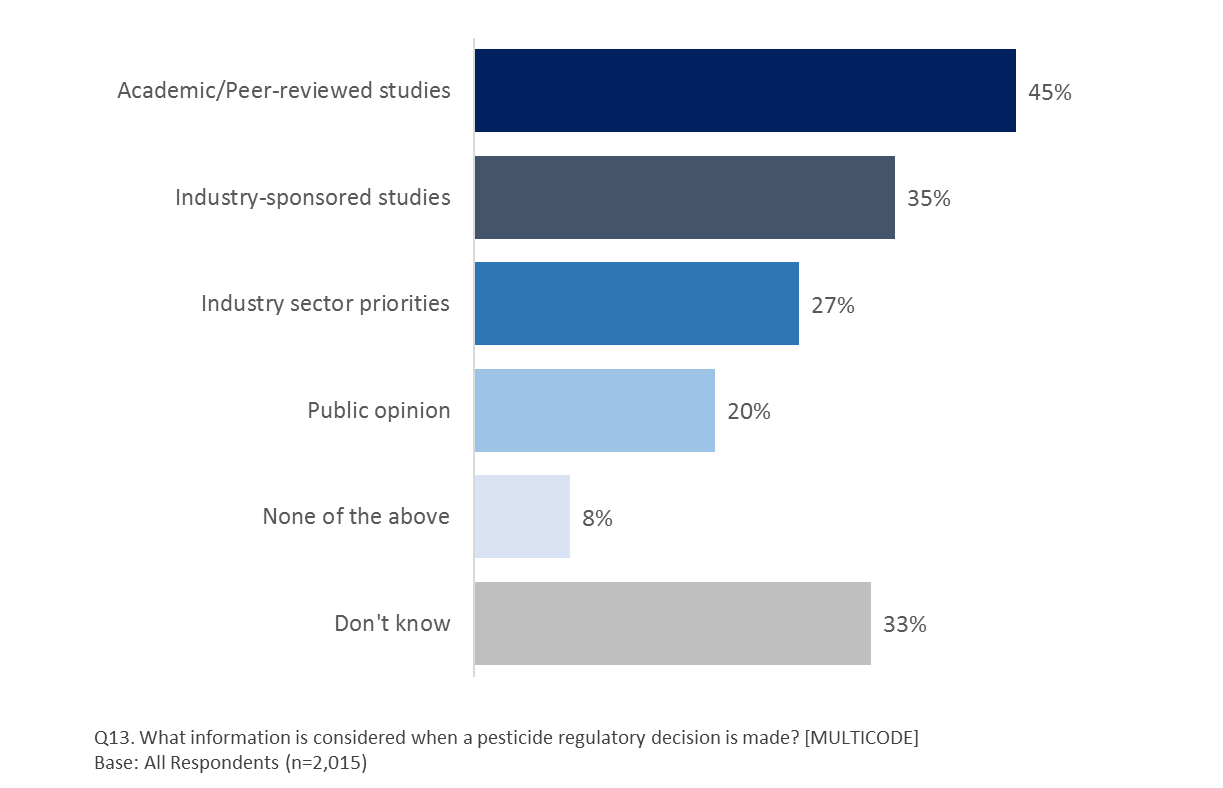 Academic/Peer-reviewed studies 45%
Industry-sponsored studies 35%
Industry sector priorities 27%
Public opinion 20%
None of the above 8%
Don't know 33%
Q13. What information is considered when a pesticide regulatory decision is made? [MULTICODE]
Base: All Respondents (n=2,015)